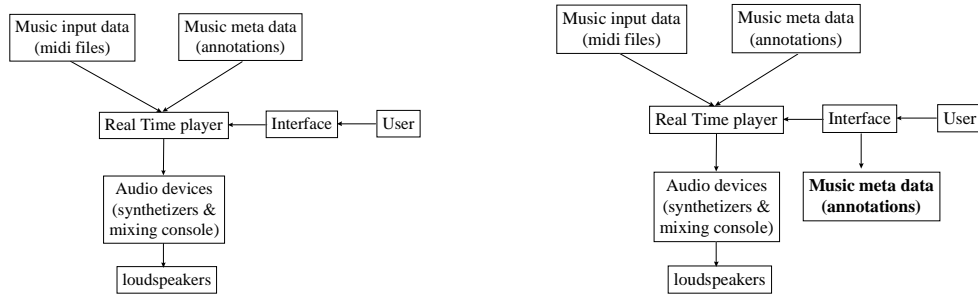 Music input data
(midi files)
Music meta data
(annotations)
Real Time player
Interface
User
Audio devices
(synthetizers &
mixing console)
loudspeakers
Music input data
(midi files)
Music meta data
(annotations)
Real Time player
Interface
User
Audio devices
(synthetizers &
mixing console)
Music meta data
(annotations)
loudspeakers